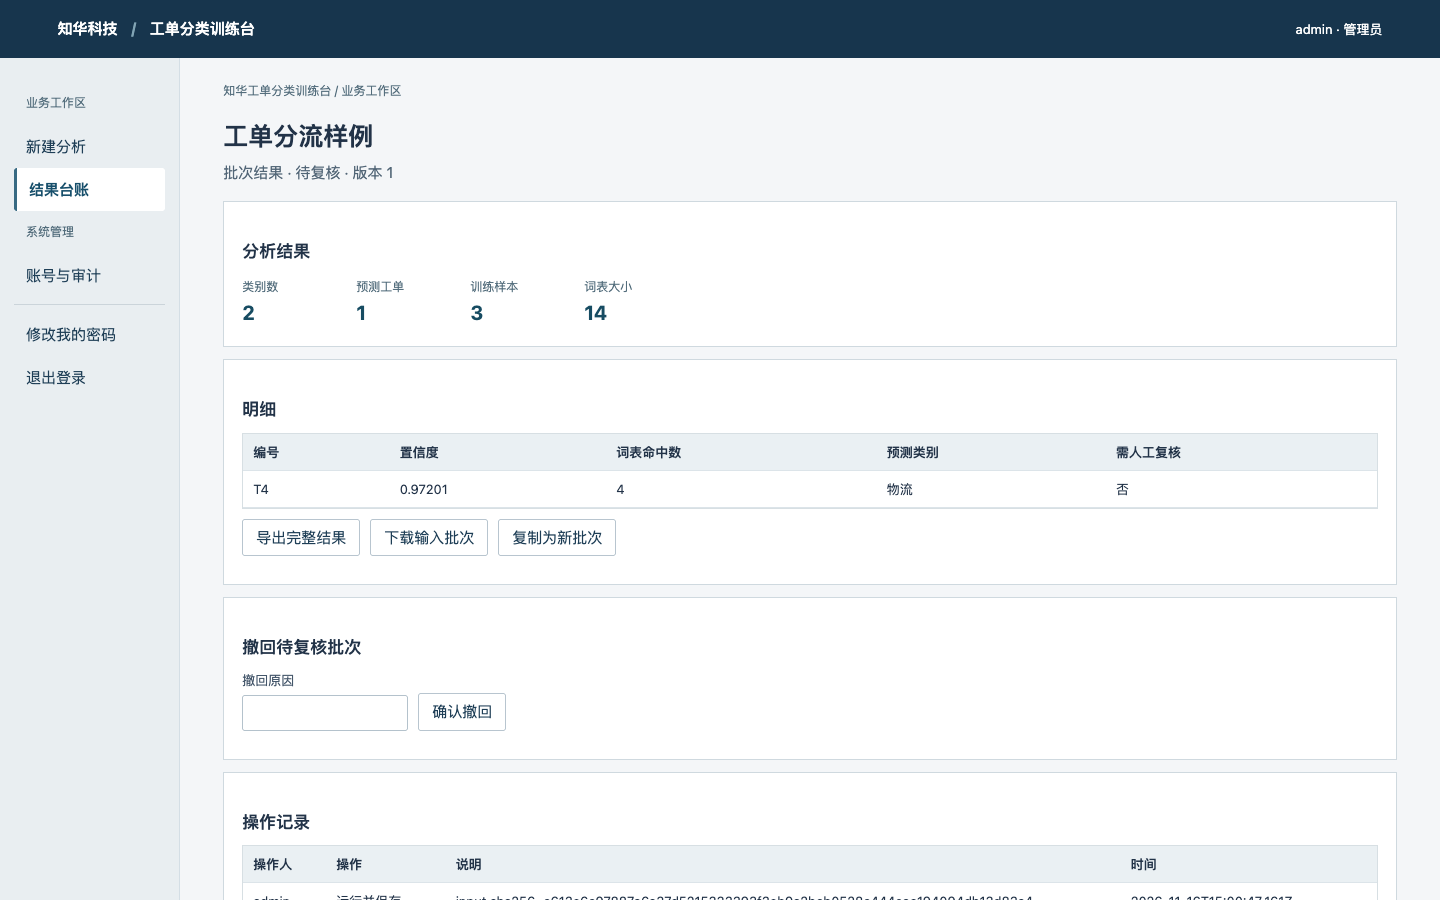 知华科技 / 工单分类训练台
admin · 管理员
业务工作区
新建分析
结果台账
系统管理
账号与审计
修改我的密码
退出登录
知华工单分类训练台 / 业务工作区
工单分流样例
批次结果 · 待复核 · 版本 1
分析结果
类别数 预测工单 训练样本 词表大小
2 1 3 14
明细
编号 置信度 词表命中数 预测类别 需人工复核
T4 0.97201 4 物流 否
导出完整结果 下载输入批次 复制为新批次
撤回待复核批次
撤回原因
确认撤回
操作记录
操作人 操作 说明 时间
admin 运行并保存